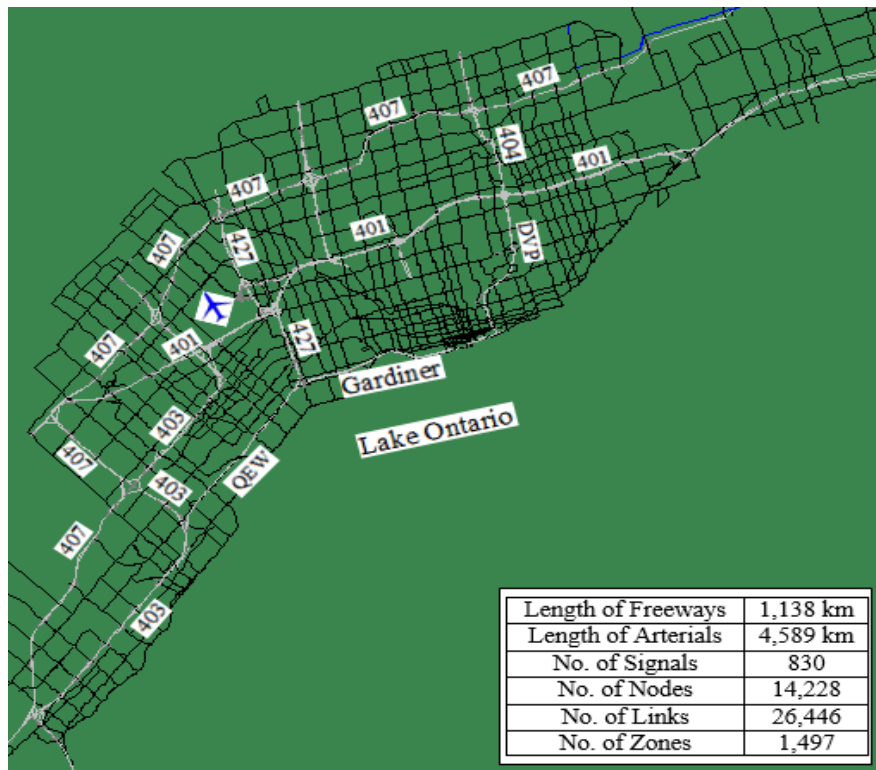 407
407
404
401
407
401
427
DVP
407
427
407
401
Gardiner
403
Lake Ontario
407
QEW
403
407
403
Length of Freeways 1,138 km
Length of Arterials 4,589 km
No. of Signals 830
No. of Nodes 14,228
No. of Links 26,446
No. of Zones 1,497